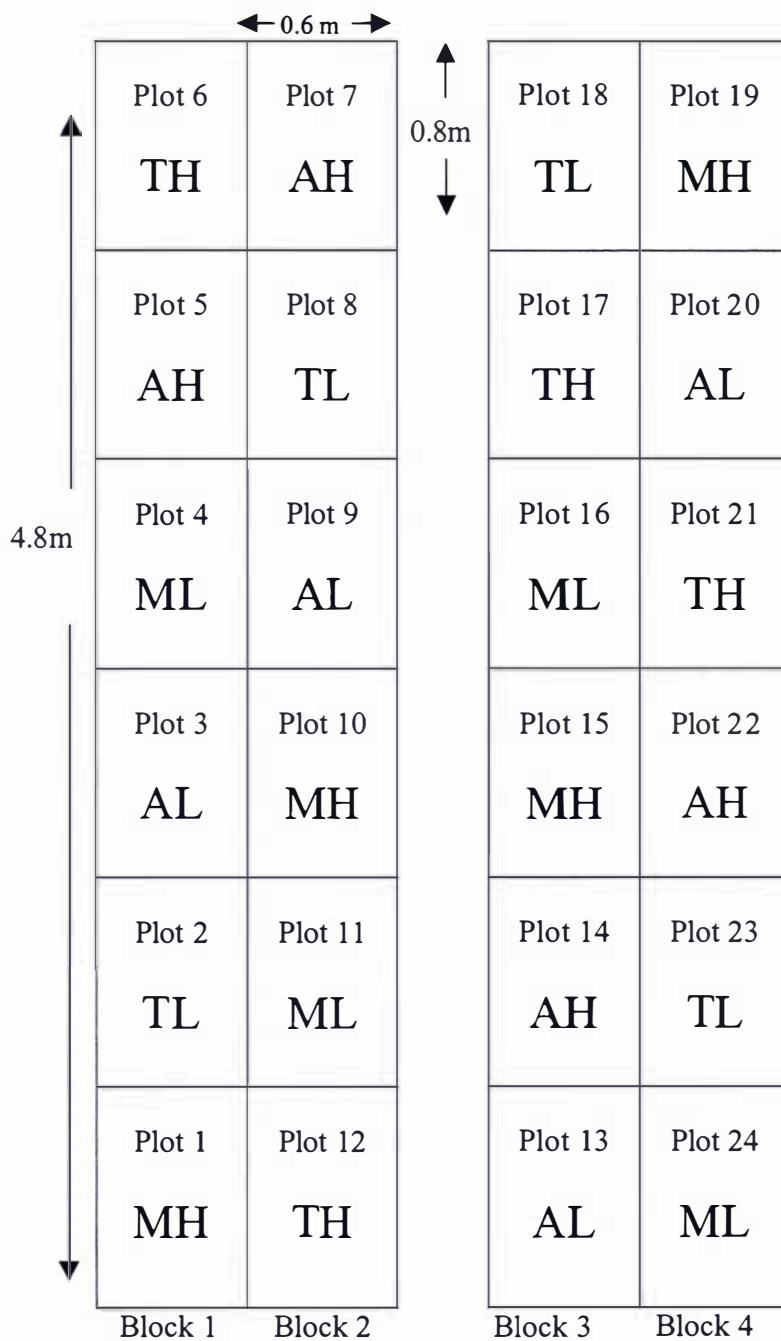 0.6 m
Plot 6 Plot 7 Plot 18 Plot 19
0.8m
TH AH TL MH
Plot 5 Plot 8 Plot 17 Plot 20
AH TL TH AL
Plot 4 Plot 9 Plot 16 Plot 21
4.8m
ML AL ML TH
Plot 3 Plot 10 Plot 15 Plot 22
AL MH MH AH
Plot 2 Plot 11 Plot 14 Plot 23
TL ML AH TL
Plot 1 Plot 12 Plot 13 Plot 24
MH TH AL ML
Block 1 Block 2 Block 3 Block 4